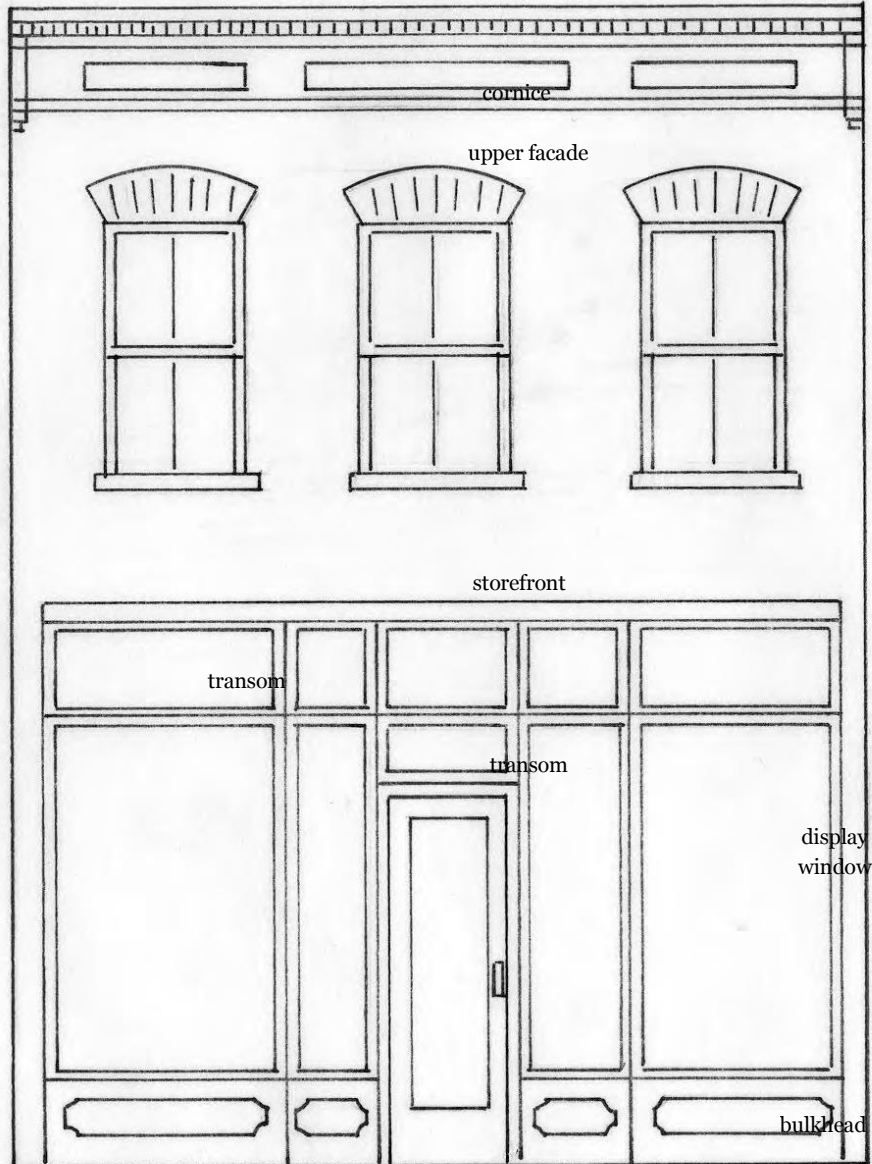 cornice
upper facade
storefront
transom
transom
display
window
bulkhead